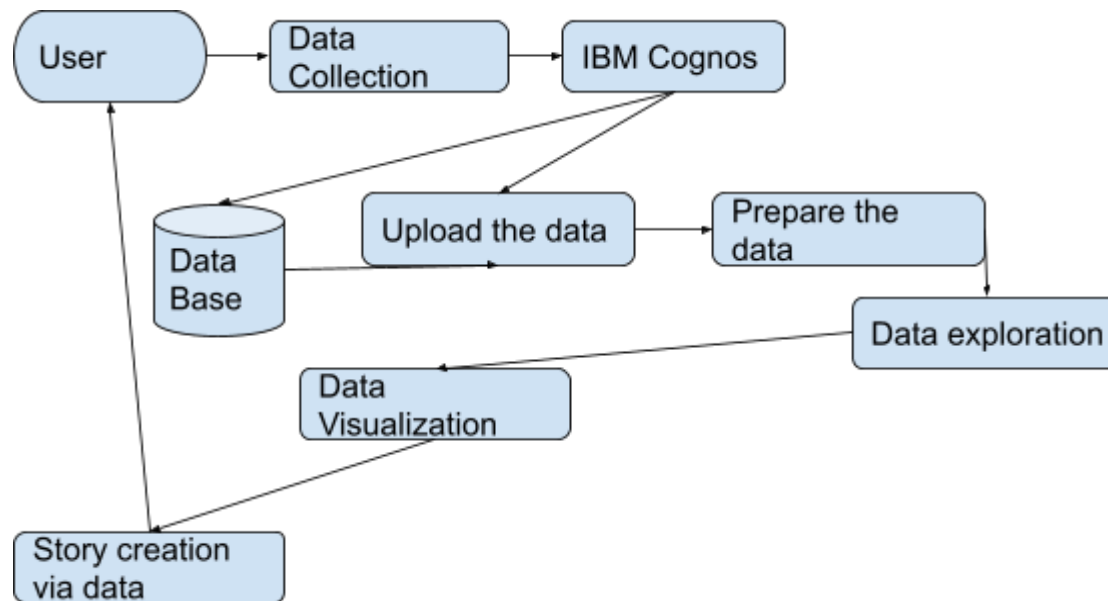 User
Data
Collection
IBM Cognos
Data
Base
Upload the data
Prepare the
data
Data exploration
Data
Visualization
Story creation
via data